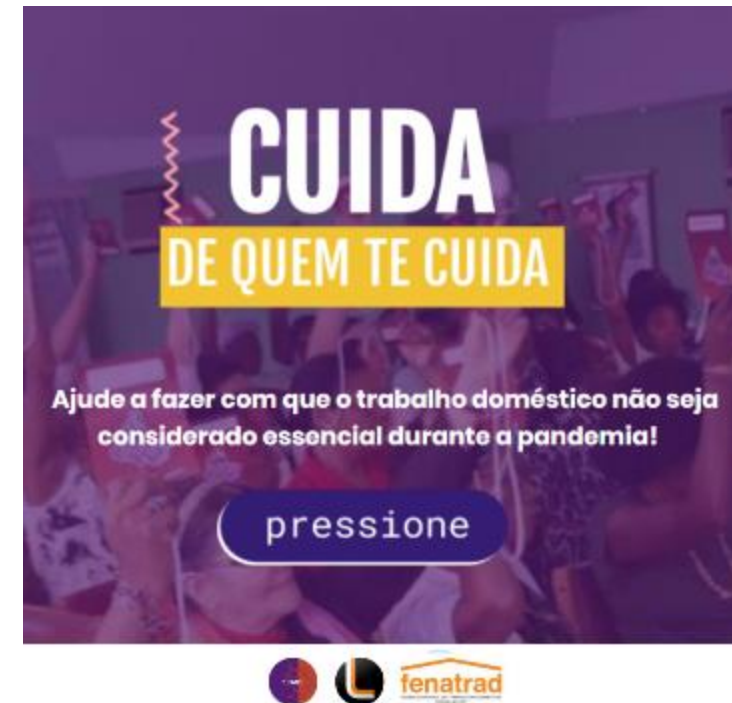 CUIDA
DE QUEM TE CUIDA
Ajude a fazer com que o trabalho doméstico não seja
considerado essencial durante a pandemia!
pressione
fenatrad